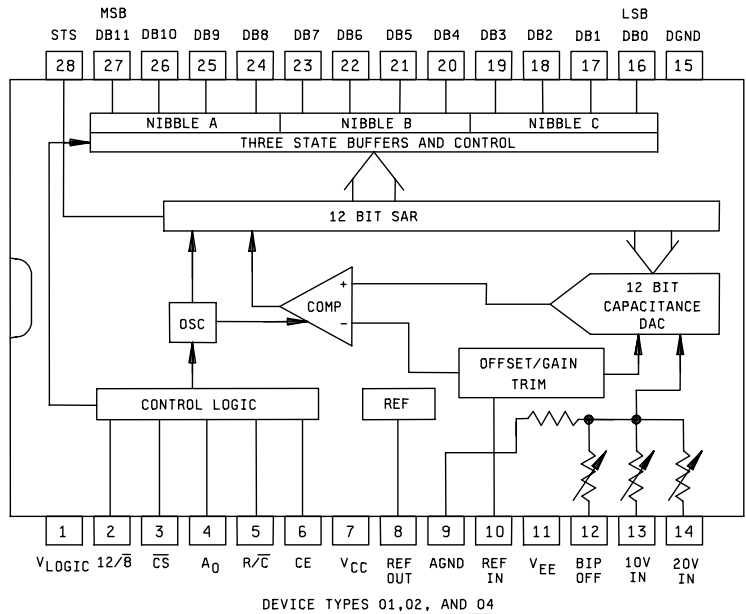 MSB LSB
STS DB11 DB10 DB9 DB8 DB7 DB6 DB5 DB4 DB3 DB2 DB1 DB0 DGND
28 27 26 25 24 23 22 21 20 19 18 17 16 15
NIBBLE A NIBBLE B NIBBLE C
THREE STATE BUFFERS AND CONTROL
12 BIT SAR
12 BIT
CAPACITANCE
DAC
+
COMP
−
OSC
OFFSET/GAIN
TRIM
CONTROL LOGIC
REF
1 2 3 4 5 6 7 8 9 10 11 12 13 14
V_LOGIC 12/8̅ C̅S̅ A₀ R/C̅ CE V_CC REF AGND REF V_EE BIP 10V 20V
OUT IN OFF IN IN
DEVICE TYPES 01,02, AND 04